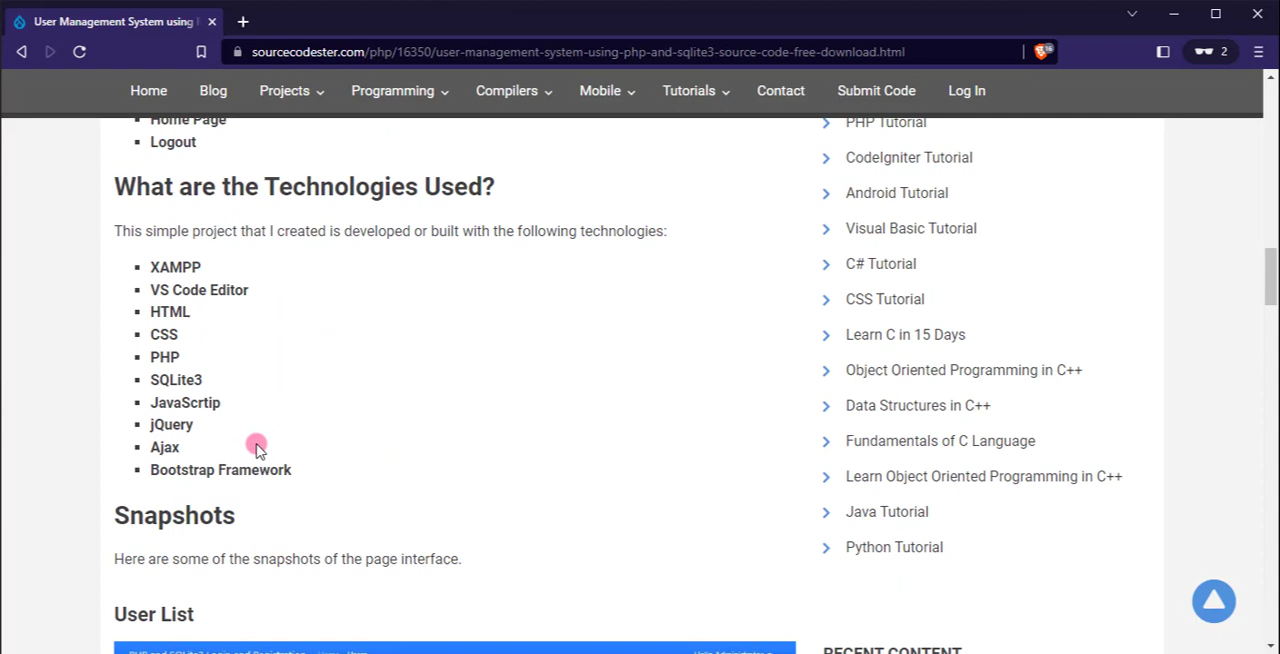 User Management System using
sourcecodester.com/php/16350/user-management-system-using-php-and-sqlite3-source-code-free-download.html
2
Home Blog Projects Programming Compilers Mobile Tutorials Contact Submit Code Log In
Home Page
Logout
What are the Technologies Used?
This simple project that I created is developed or built with the following technologies:
XAMPP
VS Code Editor
HTML
CSS
PHP
SQLite3
JavaScrtip
jQuery
Ajax
Bootstrap Framework
Snapshots
Here are some of the snapshots of the page interface.
User List
PHP Tutorial
CodeIgniter Tutorial
Android Tutorial
Visual Basic Tutorial
C# Tutorial
CSS Tutorial
Learn C in 15 Days
Object Oriented Programming in C++
Data Structures in C++
Fundamentals of C Language
Learn Object Oriented Programming in C++
Java Tutorial
Python Tutorial
RECENT CONTENT